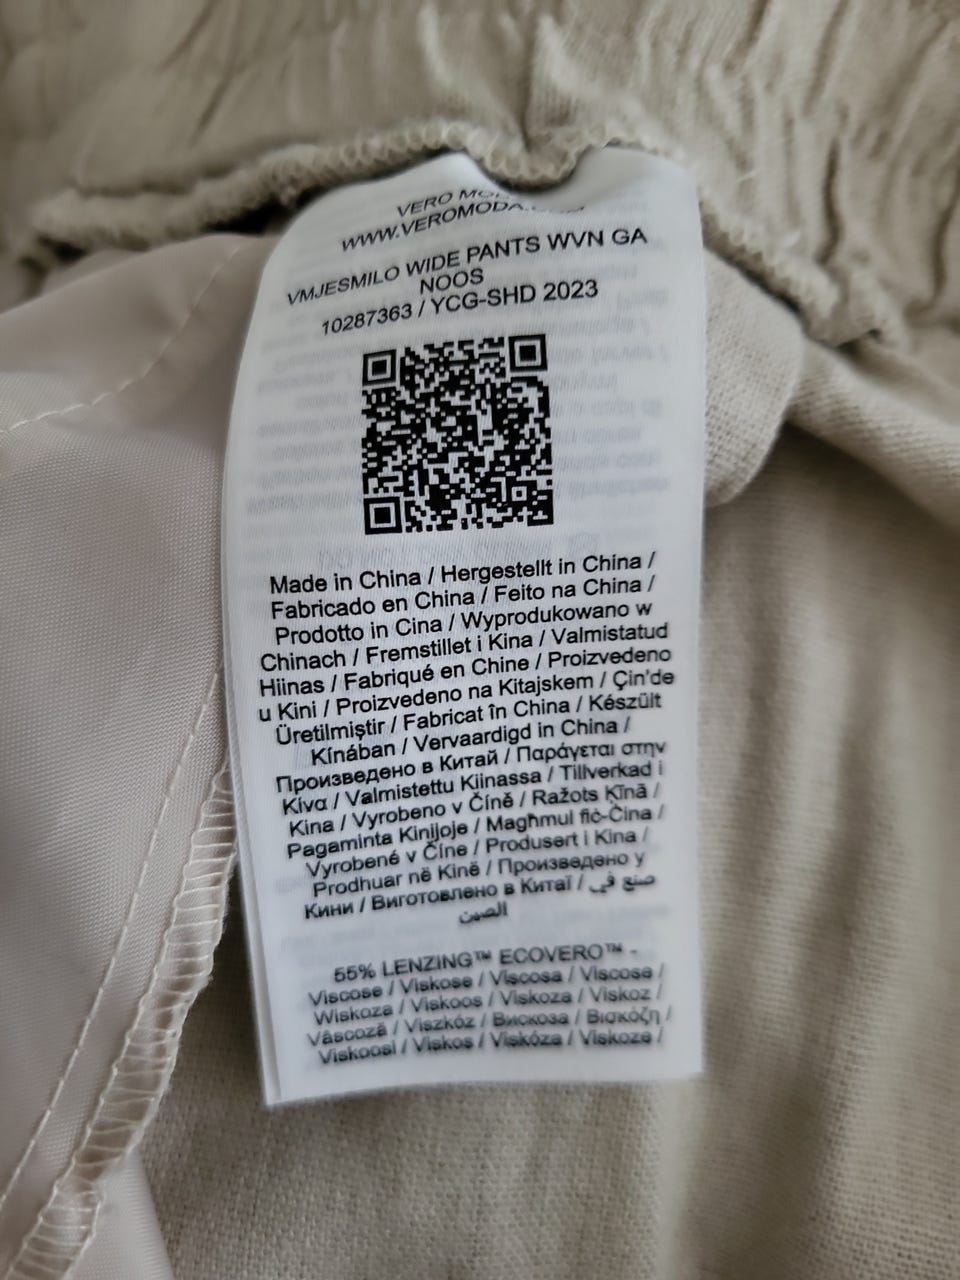 VERO
WWW.VEROMODA
VMJESMILO WIDE PANTS WVN GA
NOOS
10287363 / YCG-SHD 2023
Made in China / Hergestellt in China /
Fabricado en China / Feito na China /
Prodotto in Cina / Wyprodukowano w
Chinach / Fremstillet i Kina / Valmistatud
Hiinas / Fabriqué en Chine / Proizvedeno
u Kini / Proizvedeno na Kitajskem / Çin'de
Üretilmiştir / Fabricat în China / Készült
Kínában / Vervaardigd in China /
Произведено в Китай / Παράγεται στην
Κίνα / Valmistettu Kiinassa / Tillverkad i
Kina / Vyrobeno v Číně / Ražots Ķīnā /
Pagaminta Kinijoje / Magħmul fiċ-Ċina /
Vyrobené v Číne / Produsert i Kina /
Prodhuar në Kinë / Произведено у
Кини / Виготовлено в Китаї / صنع في
الصين
55% LENZING™ ECOVERO™ -
Viscose / Viskose / Viscosa / Viscose /
Wiskoza / Viskoos / Viskoza / Viskoz /
Vâscoză / Viszkóz / Вискоза / Βισκόζη /
Viskoosi / Viskos / Viskóza / Viskoze /